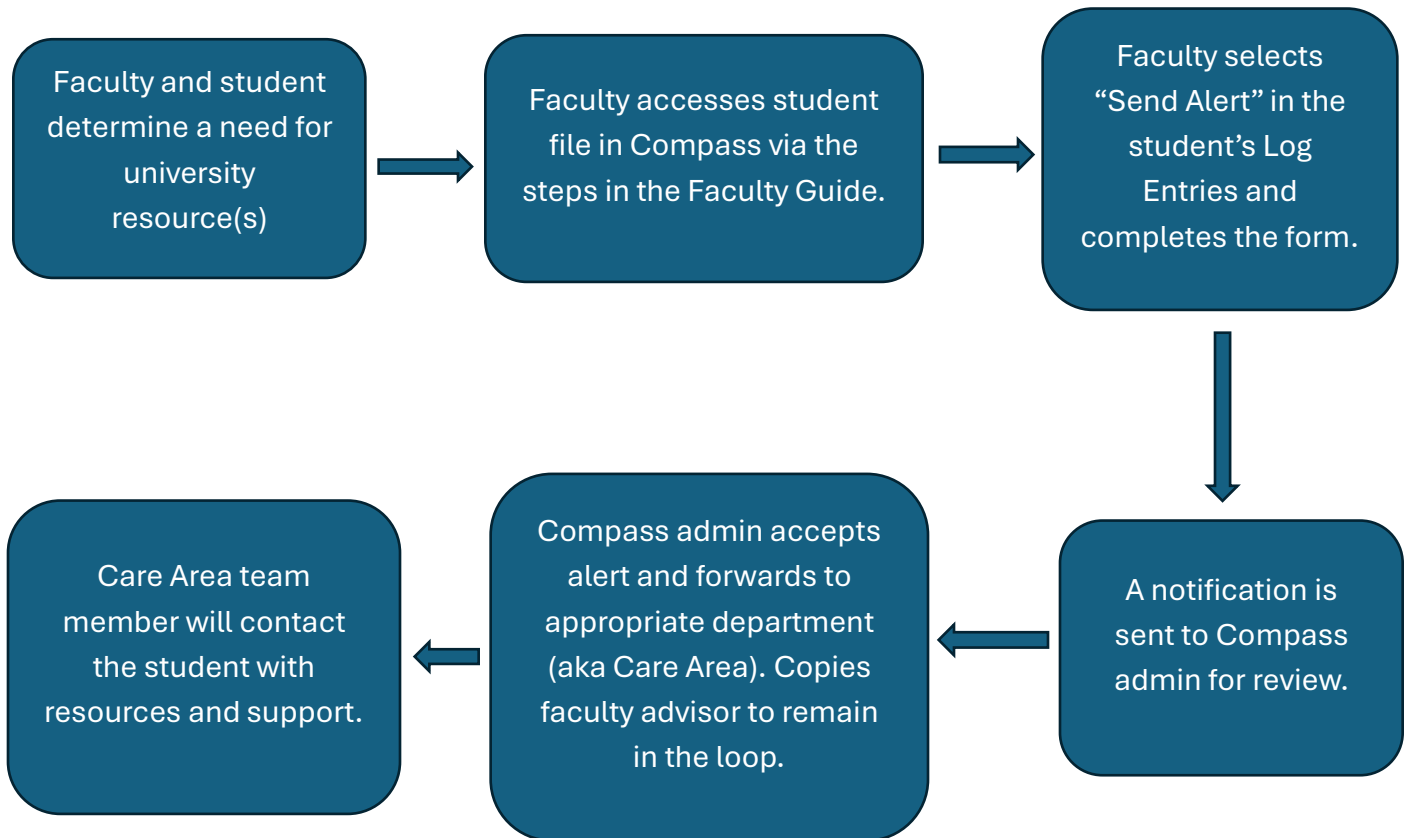 Faculty and student
determine a need for
university
resource(s)
Faculty accesses student
file in Compass via the
steps in the Faculty Guide.
Faculty selects
“Send Alert” in the
student’s Log
Entries and
completes the form.
A notification is
sent to Compass
admin for review.
Compass admin accepts
alert and forwards to
appropriate department
(aka Care Area). Copies
faculty advisor to remain
in the loop.
Care Area team
member will contact
the student with
resources and support.